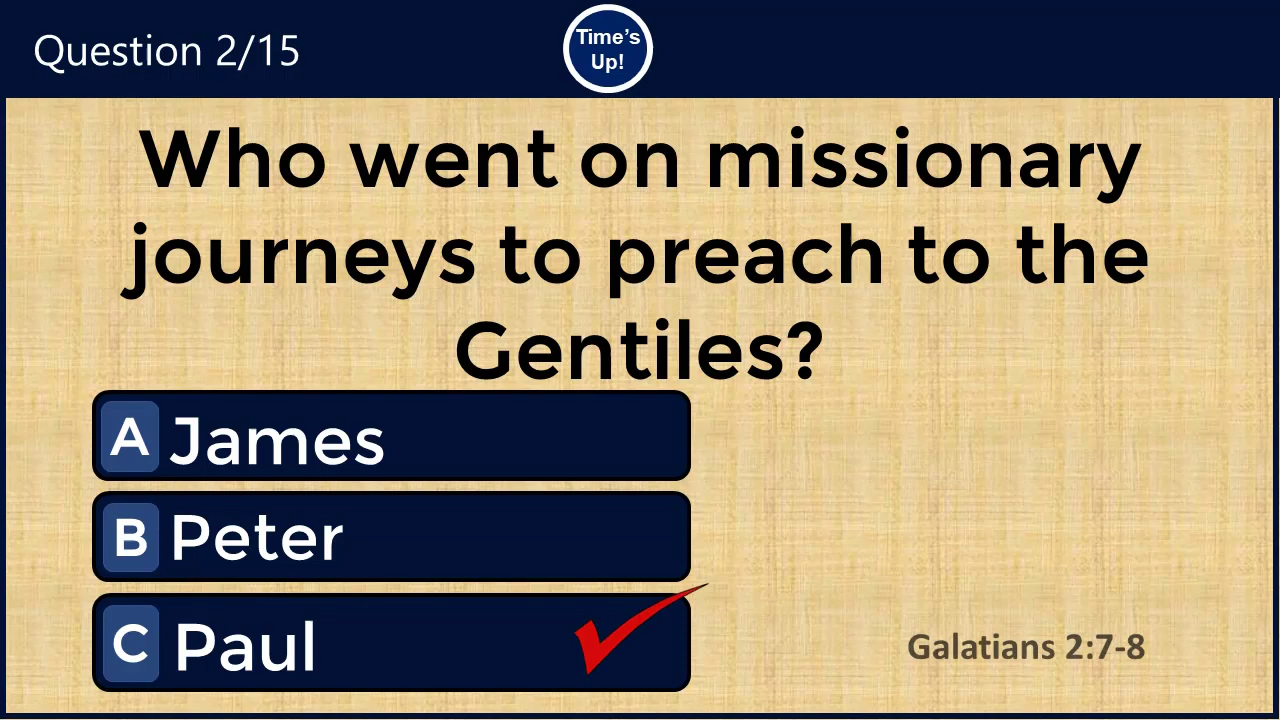 Question 2/15
Time's
Up!
Who went on missionary
journeys to preach to the
Gentiles?
A James
B Peter
C Paul
Galatians 2:7-8